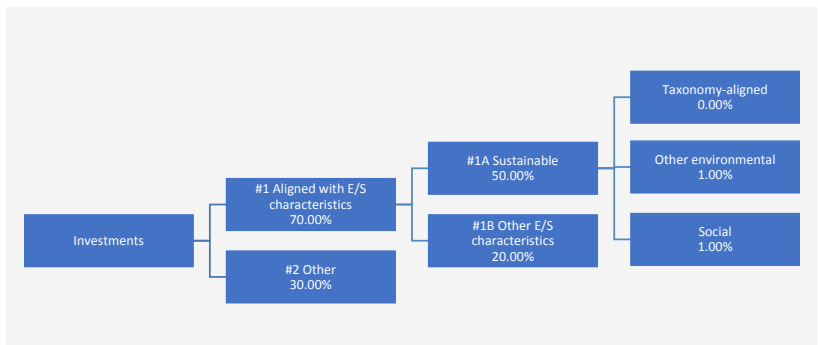 Investments
#1 Aligned with E/S
characteristics
70.00%
#2 Other
30.00%
#1A Sustainable
50.00%
#1B Other E/S
characteristics
20.00%
Taxonomy-aligned
0.00%
Other environmental
1.00%
Social
1.00%